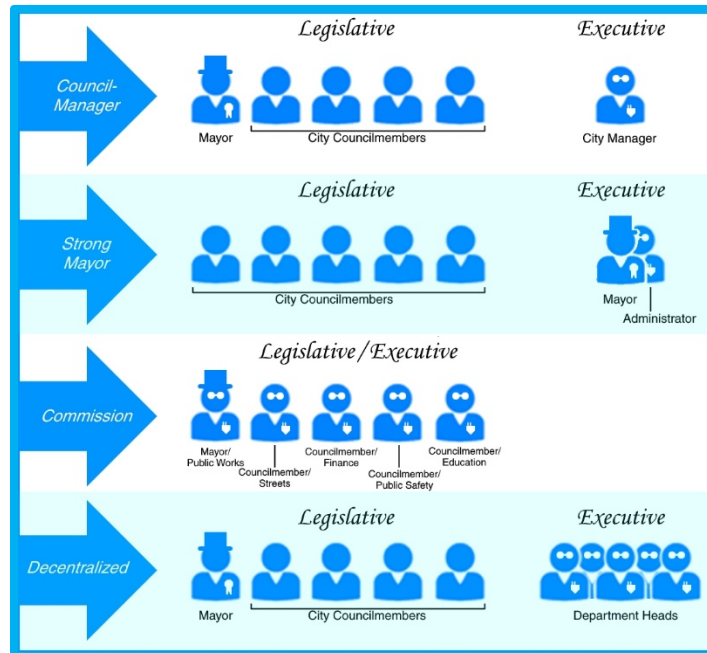 Legislative
Executive
Council-
Manager
Mayor
City Councilmembers
City Manager
Legislative
Executive
Strong
Mayor
City Councilmembers
Mayor
Administrator
Legislative/Executive
Commission
Mayor/
Public Works
Councilmember/
Streets
Councilmember/
Finance
Councilmember/
Public Safety
Councilmember/
Education
Legislative
Executive
Decentralized
Mayor
City Councilmembers
Department Heads